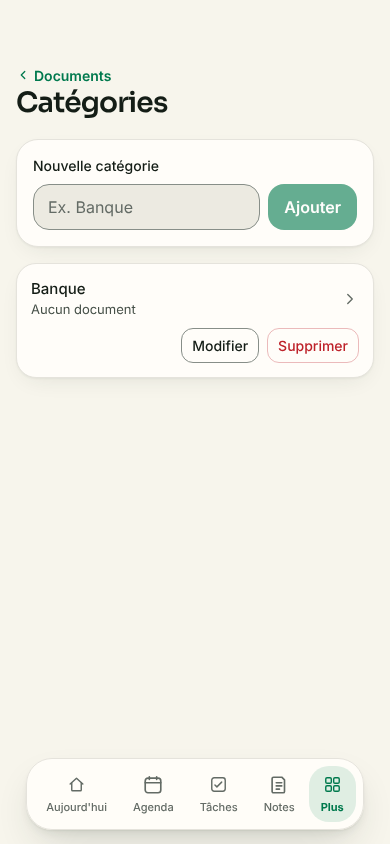 Documents
Catégories
Nouvelle catégorie
Ex. Banque
Ajouter
Banque
Aucun document
Modifier
Supprimer
Aujourd'hui
Agenda
Tâches
Notes
Plus